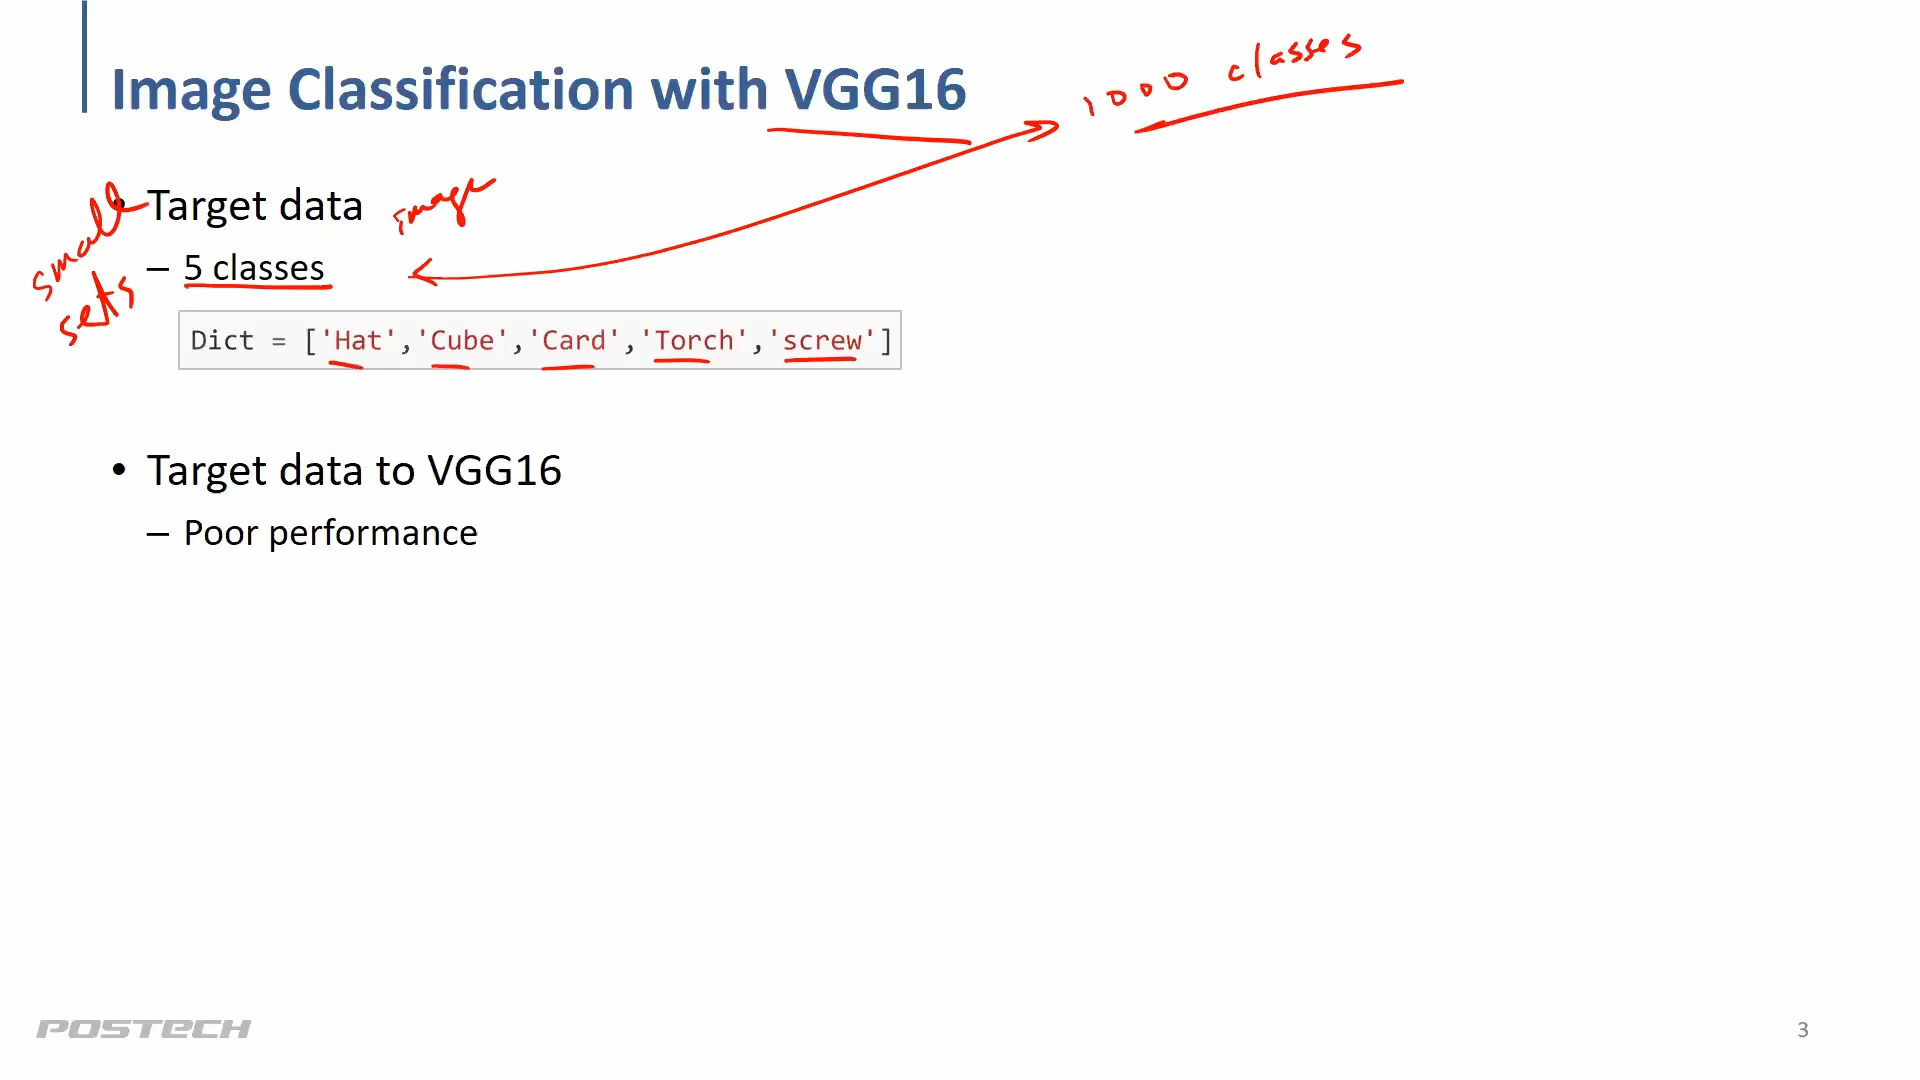 Image Classification with VGG16
1000 classes
• Target data
image
small
sets
– 5 classes
Dict = ['Hat','Cube','Card','Torch','screw']
• Target data to VGG16
– Poor performance
POSTECH
3